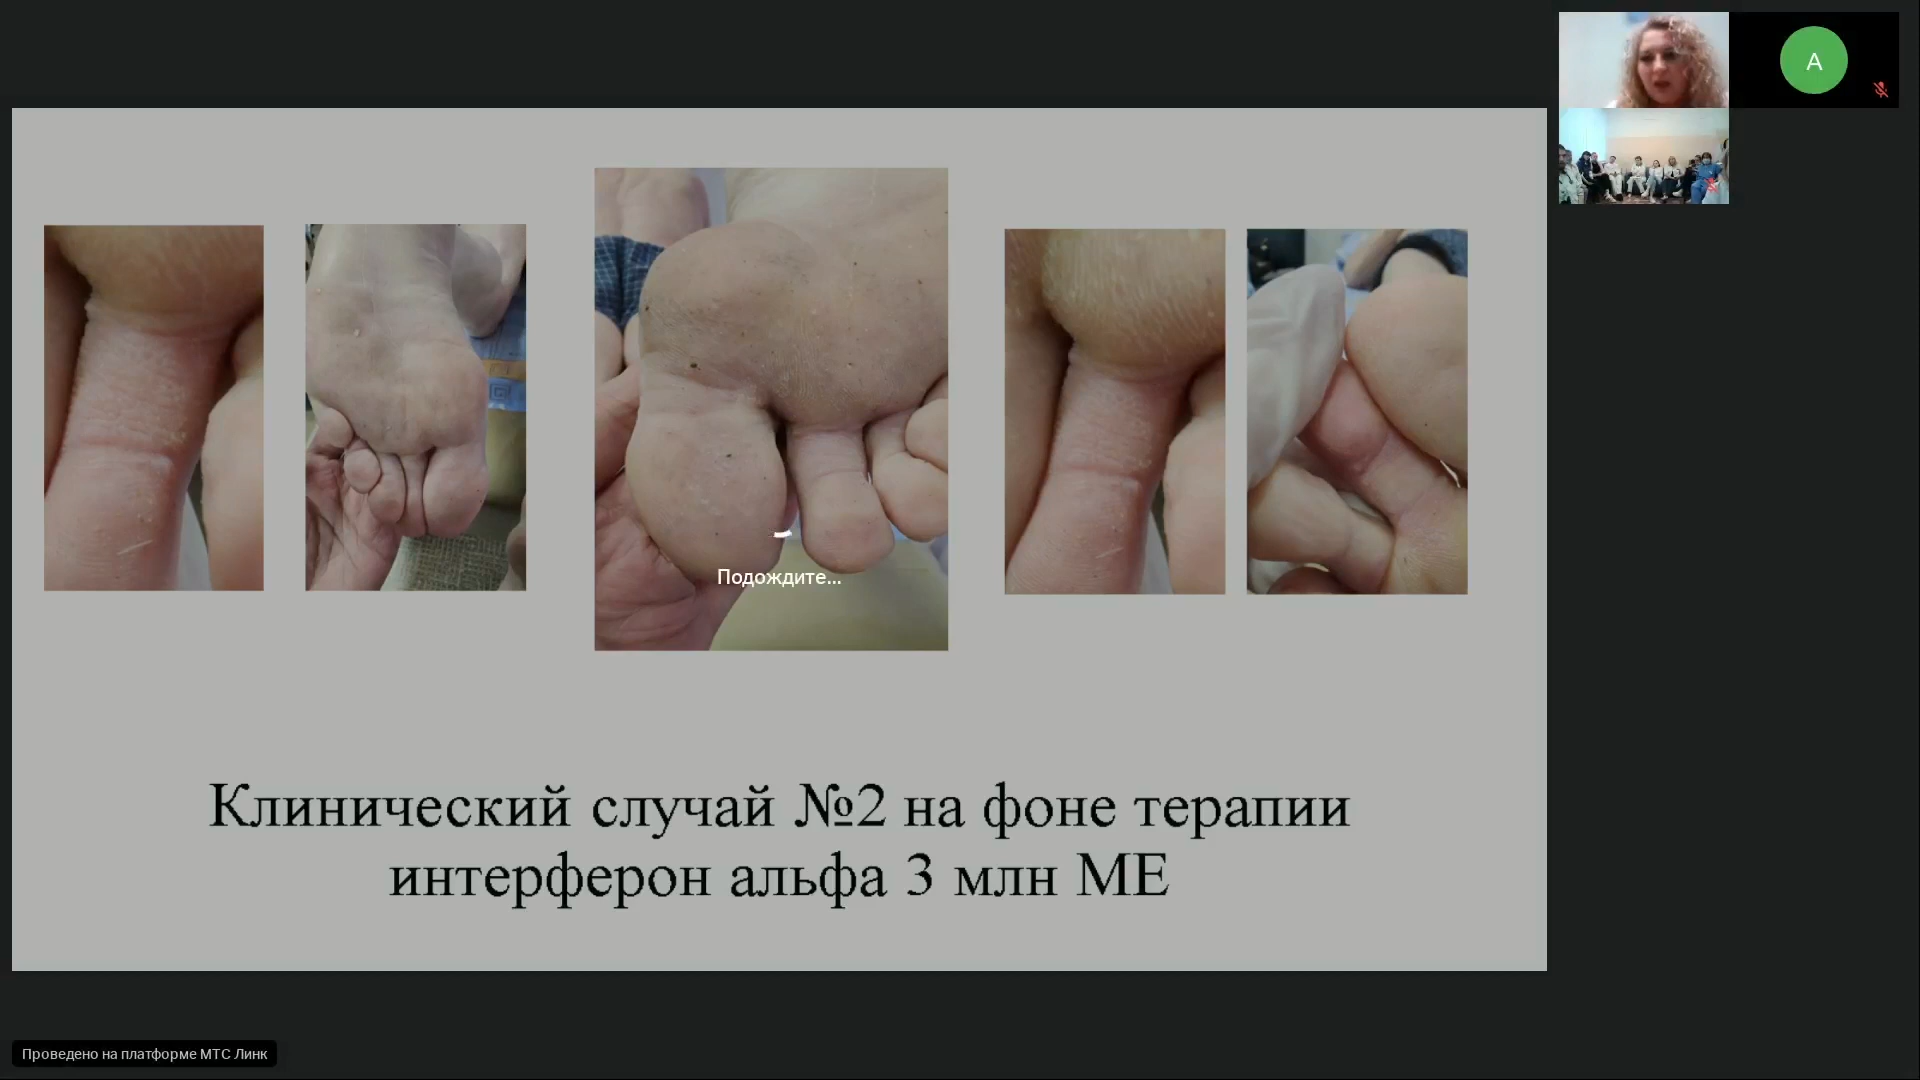 А
Подождите...
Клинический случай №2 на фоне терапии
интерферон альфа 3 млн МЕ
Проведено на платформе МТС Линк